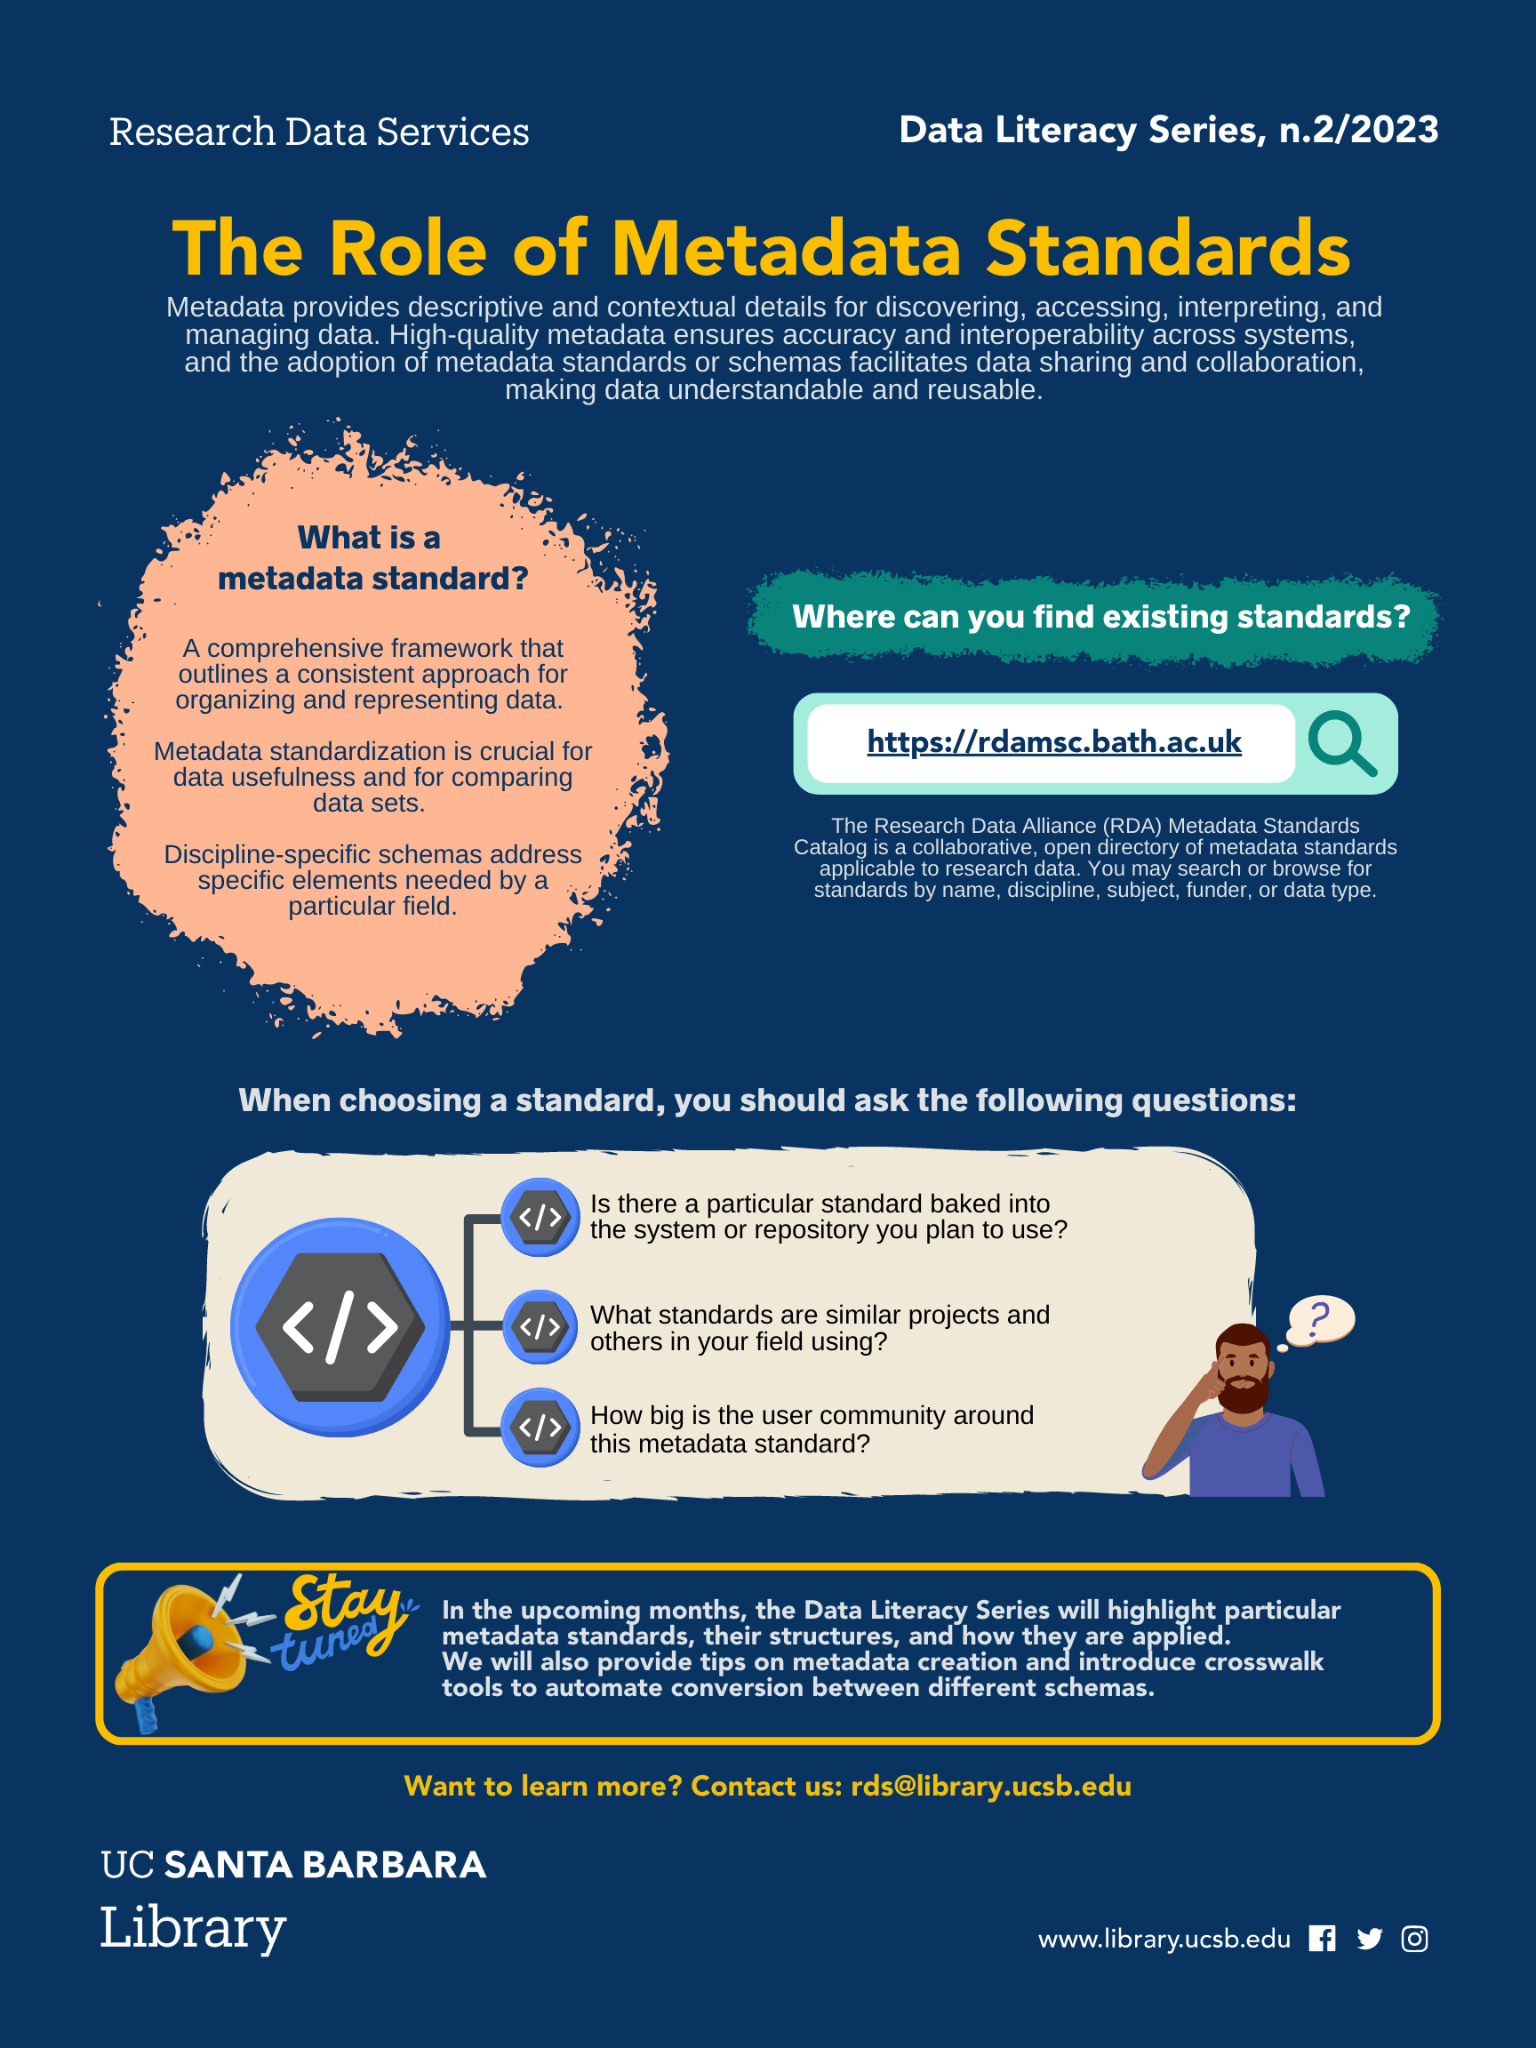 Research Data Services
Data Literacy Series, n.2/2023
The Role of Metadata Standards
Metadata provides descriptive and contextual details for discovering, accessing, interpreting, and
managing data. High-quality metadata ensures accuracy and interoperability across systems,
and the adoption of metadata standards or schemas facilitates data sharing and collaboration,
making data understandable and reusable.
What is a
metadata standard?
A comprehensive framework that
outlines a consistent approach for
organizing and representing data.
Metadata standardization is crucial for
data usefulness and for comparing
data sets.
Discipline-specific schemas address
specific elements needed by a
particular field.
Where can you find existing standards?
https://rdamsc.bath.ac.uk
The Research Data Alliance (RDA) Metadata Standards
Catalog is a collaborative, open directory of metadata standards
applicable to research data. You may search or browse for
standards by name, discipline, subject, funder, or data type.
When choosing a standard, you should ask the following questions:
</>
</>
Is there a particular standard baked into
the system or repository you plan to use?
</>
What standards are similar projects and
others in your field using?
</>
How big is the user community around
this metadata standard?
?
Stay
tuned
In the upcoming months, the Data Literacy Series will highlight particular
metadata standards, their structures, and how they are applied.
We will also provide tips on metadata creation and introduce crosswalk
tools to automate conversion between different schemas.
Want to learn more? Contact us: rds@library.ucsb.edu
UC SANTA BARBARA
Library
www.library.ucsb.edu